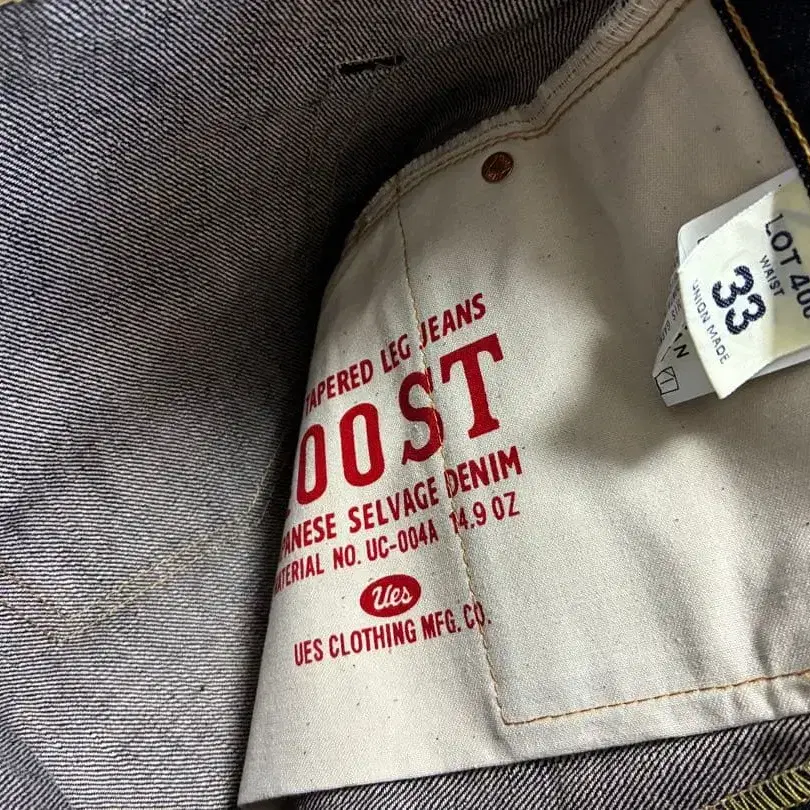 TAPERED LEG JEANS
00ST
PANESE SELVAGE DENIM
ATERIAL NO. UC-004A 14.9 OZ
Ues
UES CLOTHING MFG. CO.
LOT 400
WAIST
33
UNION MADE